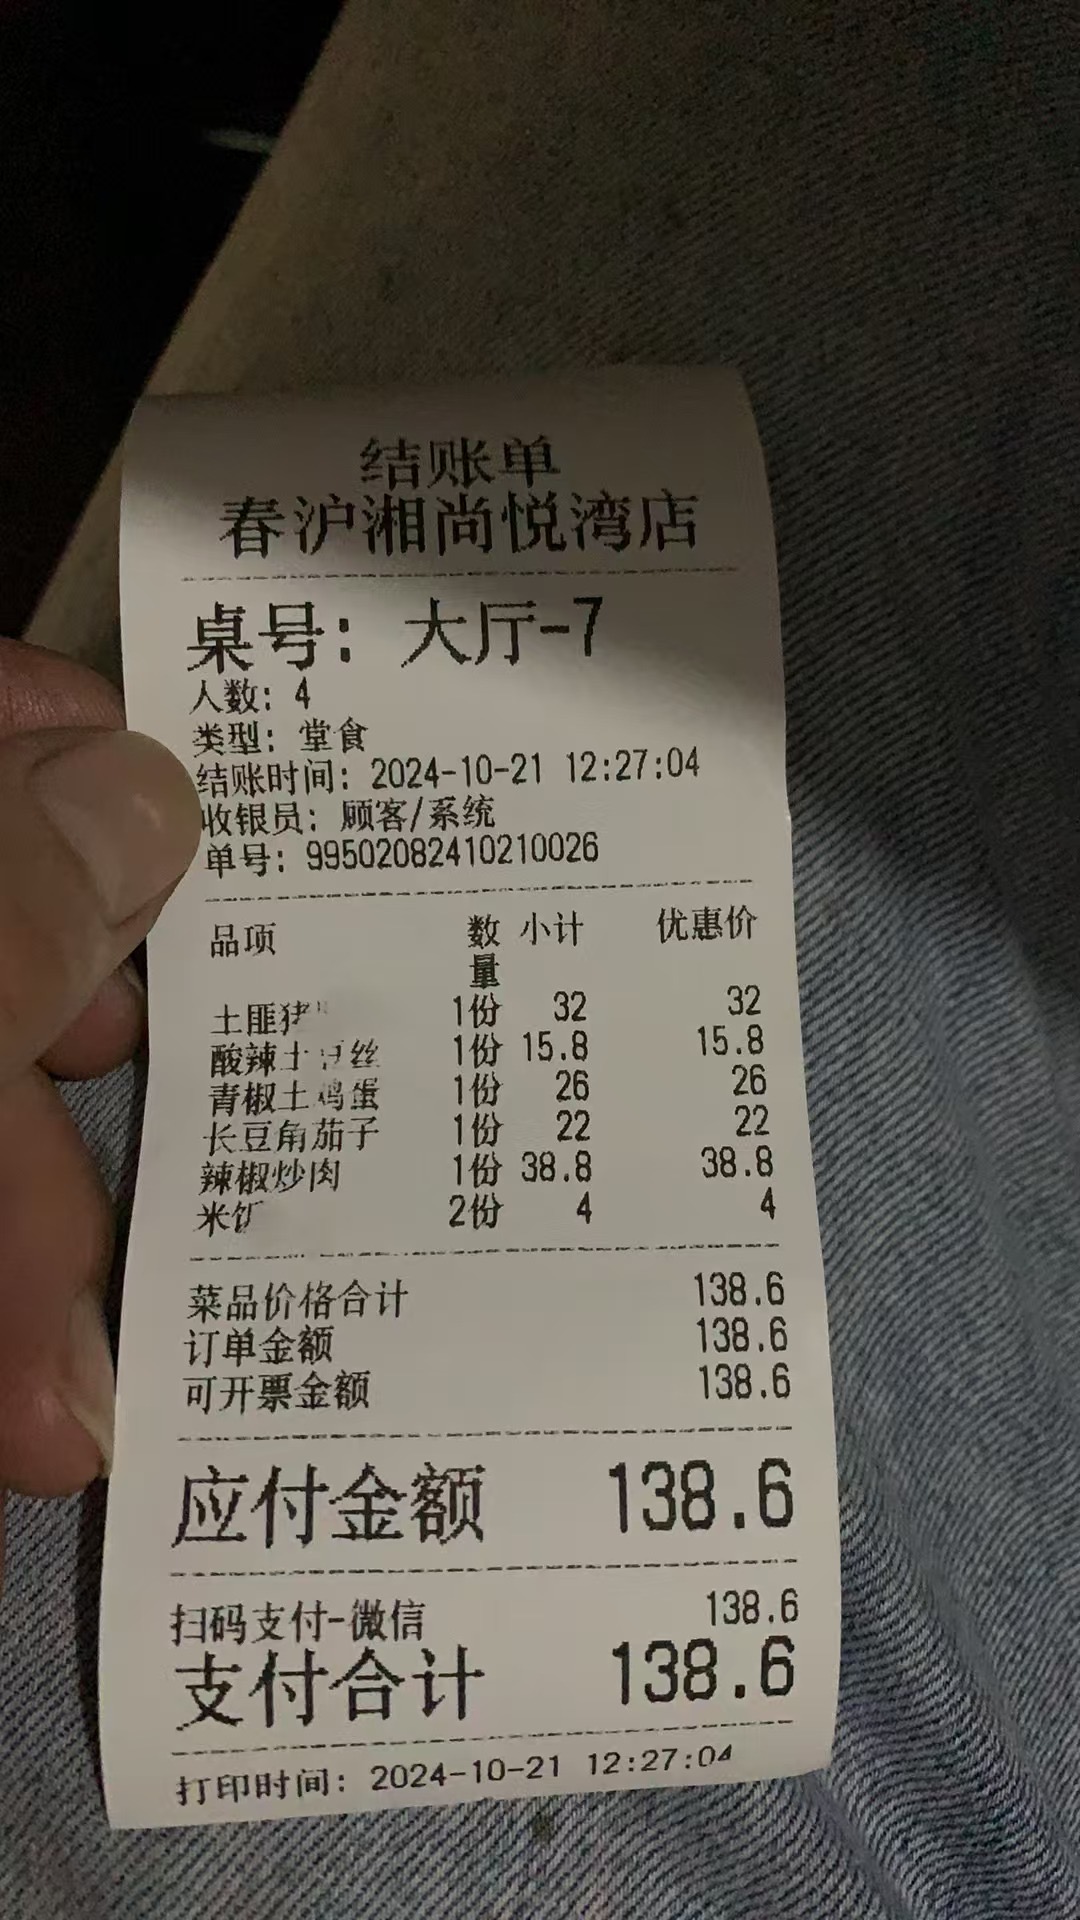 结账单
春沪湘尚悦湾店
桌号: 大厅-7
人数: 4
类型: 堂食
结账时间: 2024-10-21 12:27:04
收银员: 顾客/系统
单号: 99502082410210026
品项 数量 小计 优惠价
土匪猪 1份 32 32
酸辣土豆丝 1份 15.8 15.8
青椒土鸡蛋 1份 26 26
长豆角茄子 1份 22 22
辣椒炒肉 1份 38.8 38.8
米饭 2份 4 4
菜品价格合计 138.6
订单金额 138.6
可开票金额 138.6
应付金额 138.6
扫码支付-微信 138.6
支付合计 138.6
打印时间: 2024-10-21 12:27:04